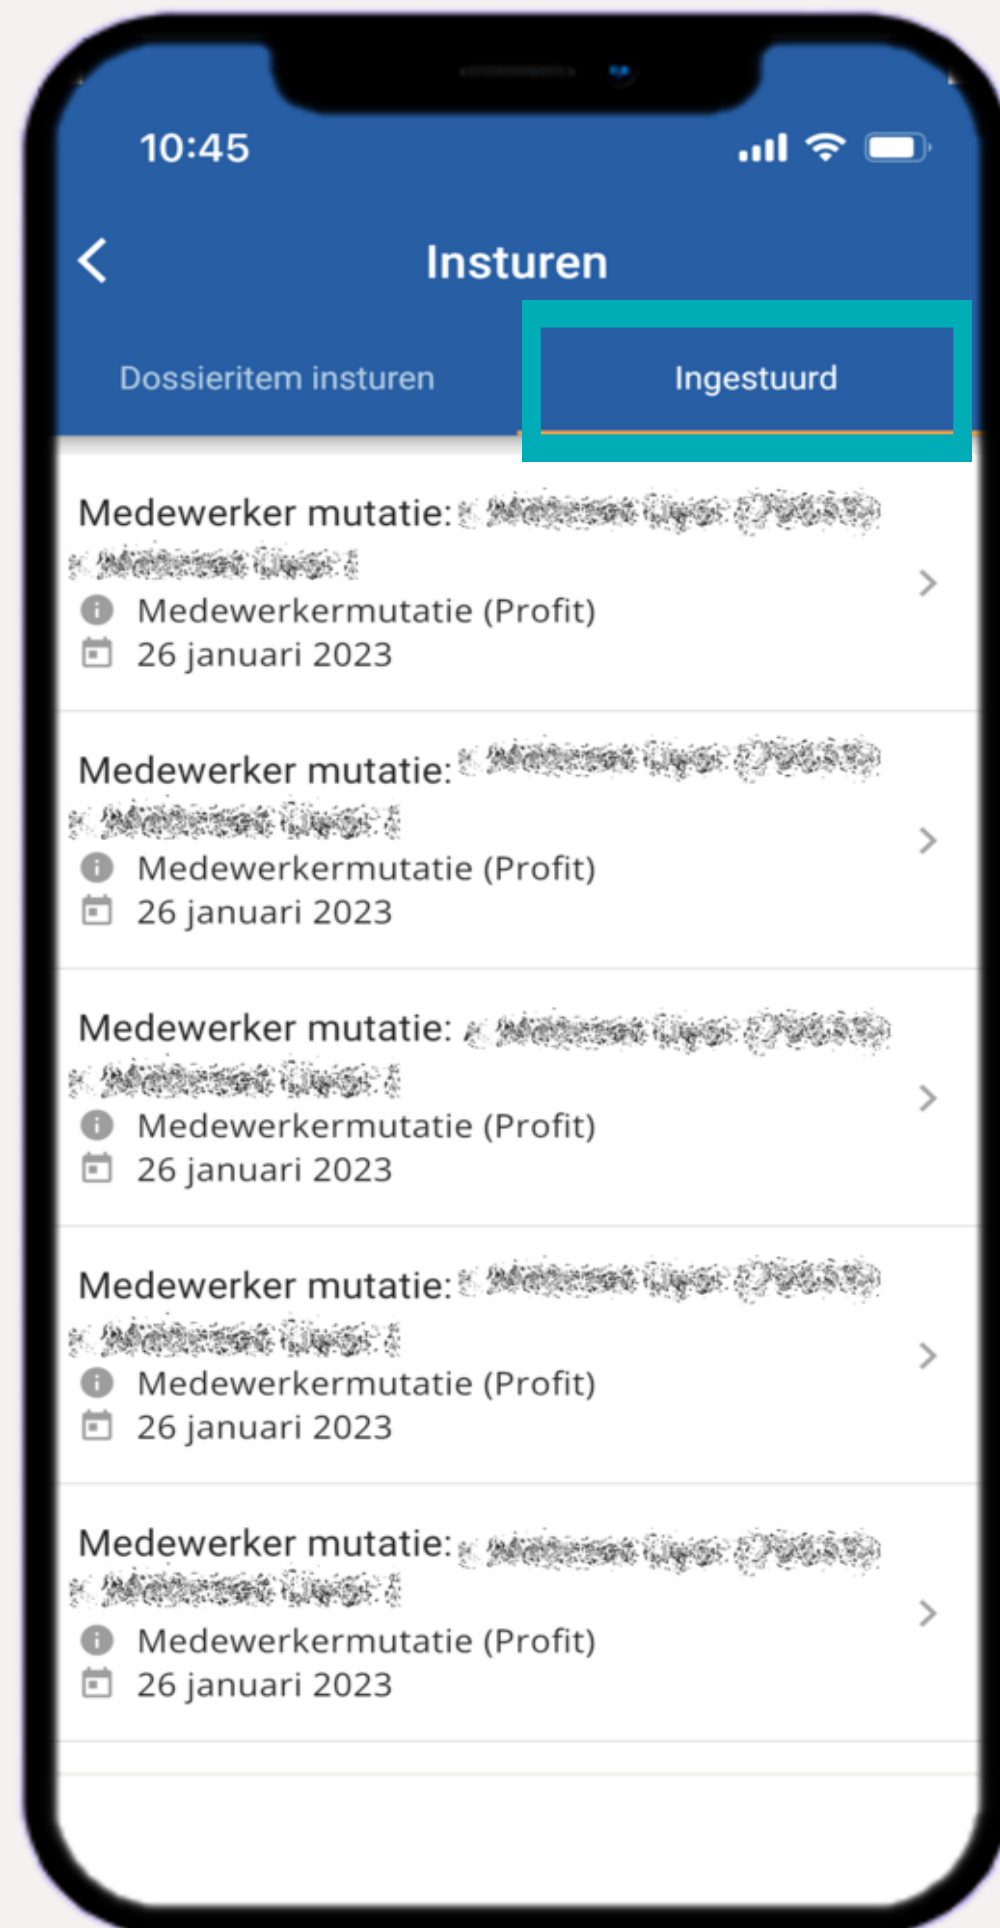 10:45
Insturen
Dossieritem insturen
Ingestuurd
Medewerker mutatie:
Medewerkermutatie (Profit)
26 januari 2023
Medewerker mutatie:
Medewerkermutatie (Profit)
26 januari 2023
Medewerker mutatie:
Medewerkermutatie (Profit)
26 januari 2023
Medewerker mutatie:
Medewerkermutatie (Profit)
26 januari 2023
Medewerker mutatie:
Medewerkermutatie (Profit)
26 januari 2023